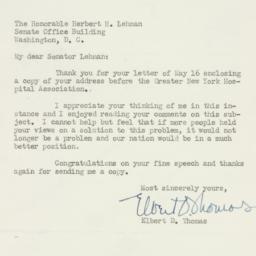 The Honorable Herbert H. Lehman
Senate Office Building
Washington, D. C.
My dear Senator Lehman:
Thank you for your letter of May 16 enclosing
a copy of your address before the Greater New York Hos-
pital Association.
I appreciate your thinking of me in this in-
stance and I enjoyed reading your comments on this sub-
ject. I cannot help but feel that if more people held
your views on a solution to this problem, it would not
longer be a problem and our nation would be in a much
better position.
Congratulations on your fine speech and thanks
again for sending me a copy.
Most sincerely yours,
Elbert D Thomas
Elbert D. Thomas